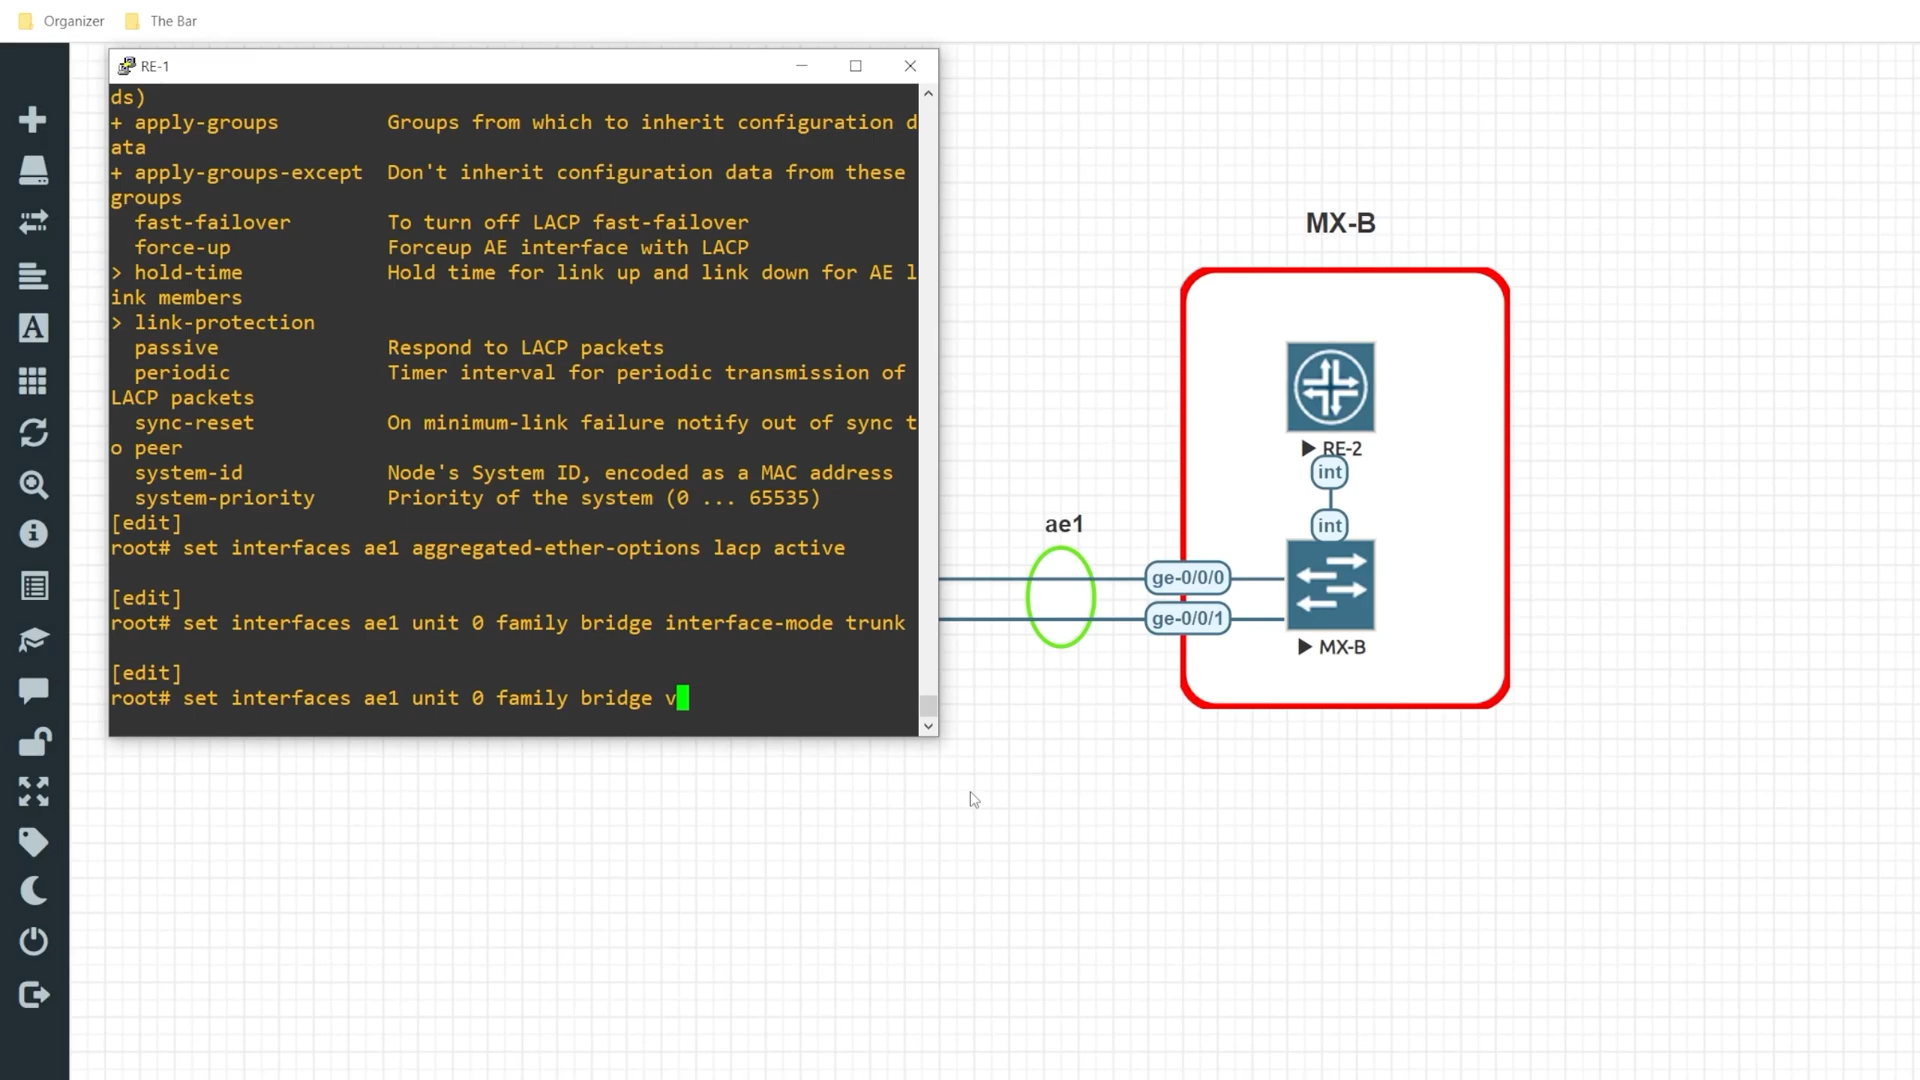 Organizer The Bar
RE-1
ds)
+ apply-groups Groups from which to inherit configuration d
ata
+ apply-groups-except Don't inherit configuration data from these
groups
fast-failover To turn off LACP fast-failover
force-up Forceup AE interface with LACP
> hold-time Hold time for link up and link down for AE l
ink members
> link-protection
passive Respond to LACP packets
periodic Timer interval for periodic transmission of
LACP packets
sync-reset On minimum-link failure notify out of sync t
o peer
system-id Node's System ID, encoded as a MAC address
system-priority Priority of the system (0 ... 65535)
[edit]
root# set interfaces ae1 aggregated-ether-options lacp active
[edit]
root# set interfaces ae1 unit 0 family bridge interface-mode trunk
[edit]
root# set interfaces ae1 unit 0 family bridge v
MX-B
RE-2
int
int
ae1
ge-0/0/0
ge-0/0/1
MX-B